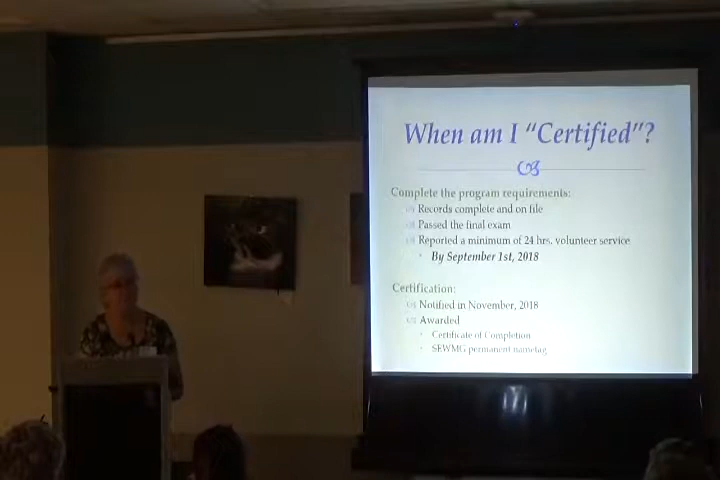 When am I "Certified"?
Complete the program requirements:
Records complete and on file
Passed the final exam
Reported a minimum of 24 hrs. volunteer service
By September 1st, 2018
Certification:
Notified in November, 2018
Awarded
Certificate of Completion
SEWMG permanent nametag